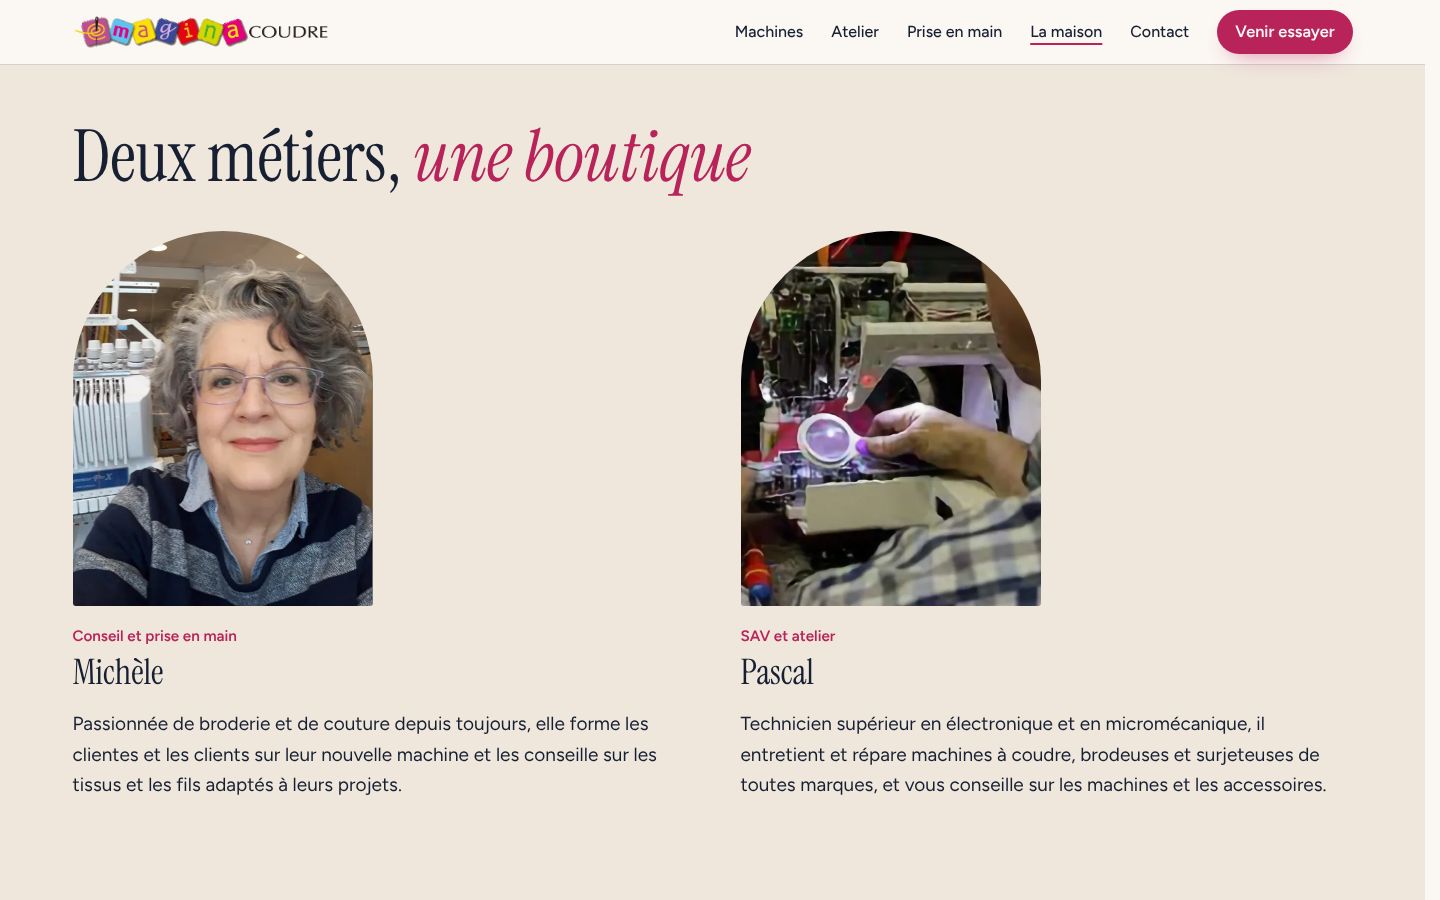 imagina COUDRE
Machines
Atelier
Prise en main
La maison
Contact
Venir essayer
Deux métiers, une boutique
Conseil et prise en main
Michèle
Passionnée de broderie et de couture depuis toujours, elle forme les
clientes et les clients sur leur nouvelle machine et les conseille sur les
tissus et les fils adaptés à leurs projets.
SAV et atelier
Pascal
Technicien supérieur en électronique et en micromécanique, il
entretient et répare machines à coudre, brodeuses et surjeteuses de
toutes marques, et vous conseille sur les machines et les accessoires.